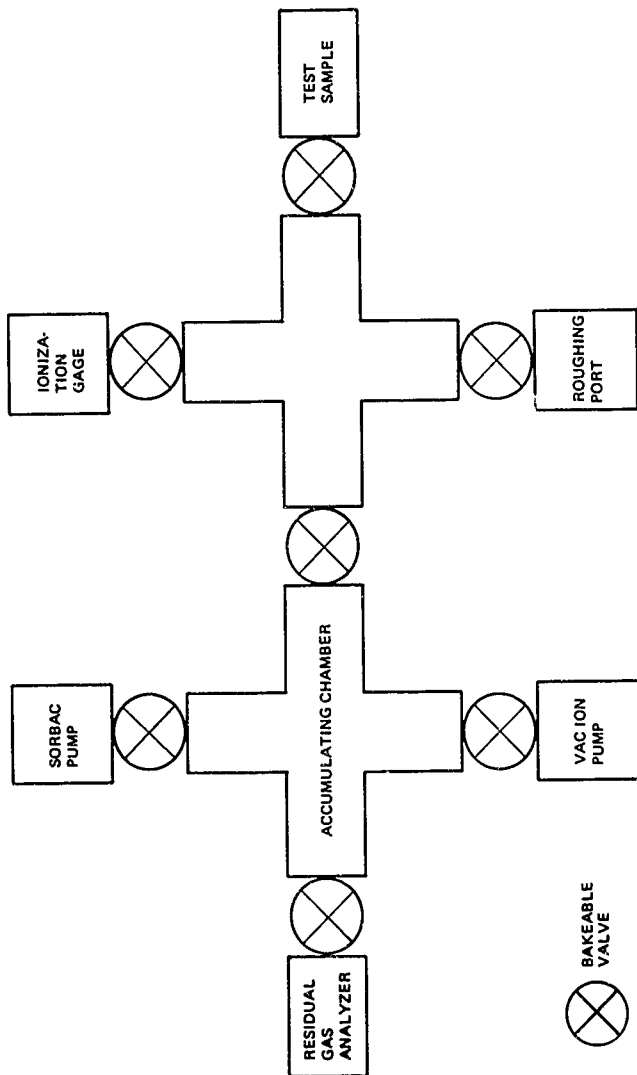 SORBAC
PUMP
IONIZA-
TION
GAGE
RESIDUAL
GAS
ANALYZER
ACCUMULATING CHAMBER
TEST
SAMPLE
VAC ION
PUMP
ROUGHING
PORT
BAKEABLE
VALVE